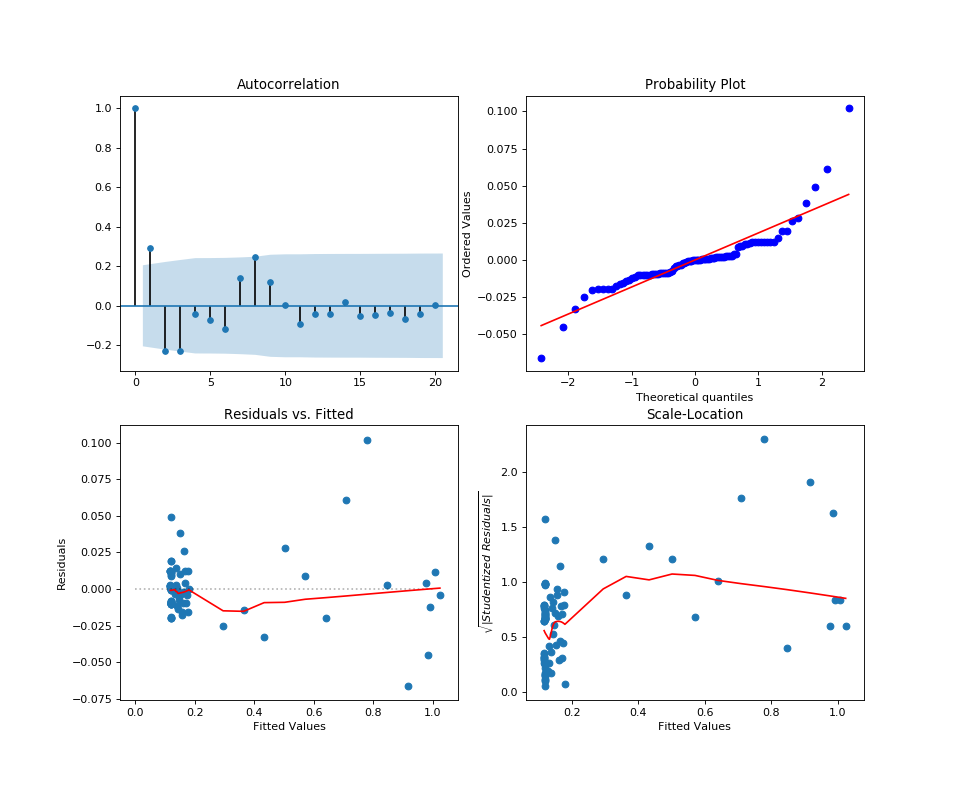 Autocorrelation
1.0
0.8
0.6
0.4
0.2
0.0
−0.2
0 5 10 15 20
Probability Plot
Ordered Values
0.100
0.075
0.050
0.025
0.000
−0.025
−0.050
−2 −1 0 1 2
Theoretical quantiles
Residuals vs. Fitted
Residuals
0.100
0.075
0.050
0.025
0.000
−0.025
−0.050
−0.075
0.0 0.2 0.4 0.6 0.8 1.0
Fitted Values
Scale-Location
√|Studentized Residuals|
2.0
1.5
1.0
0.5
0.0
0.2 0.4 0.6 0.8 1.0
Fitted Values